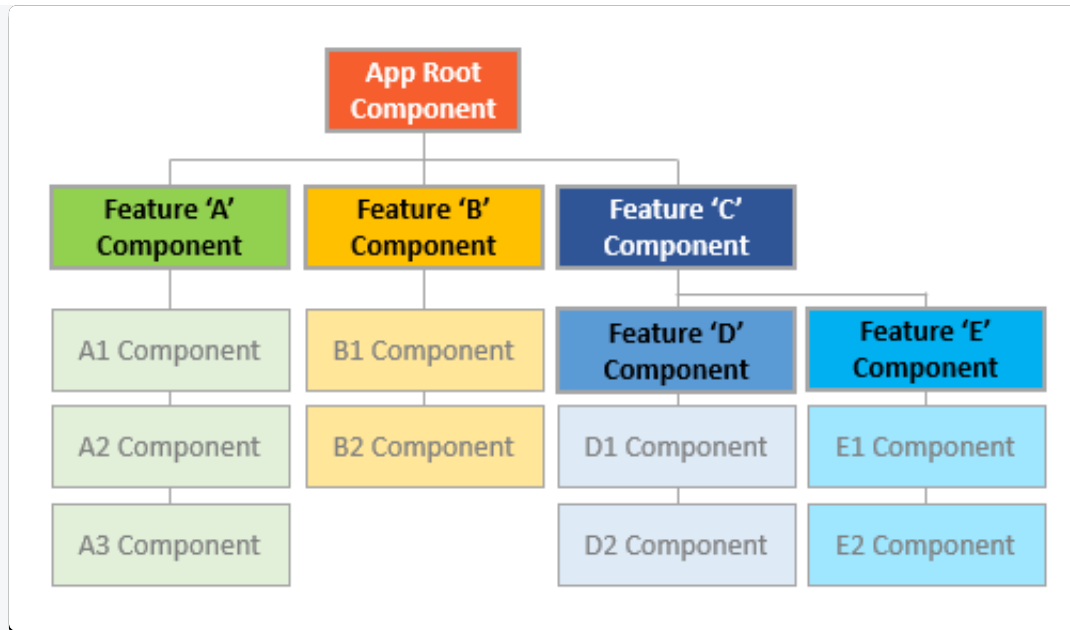 App Root
Component
Feature ‘A’
Component
Feature ‘B’
Component
Feature ‘C’
Component
A1 Component
B1 Component
Feature ‘D’
Component
Feature ‘E’
Component
A2 Component
B2 Component
D1 Component
E1 Component
A3 Component
D2 Component
E2 Component